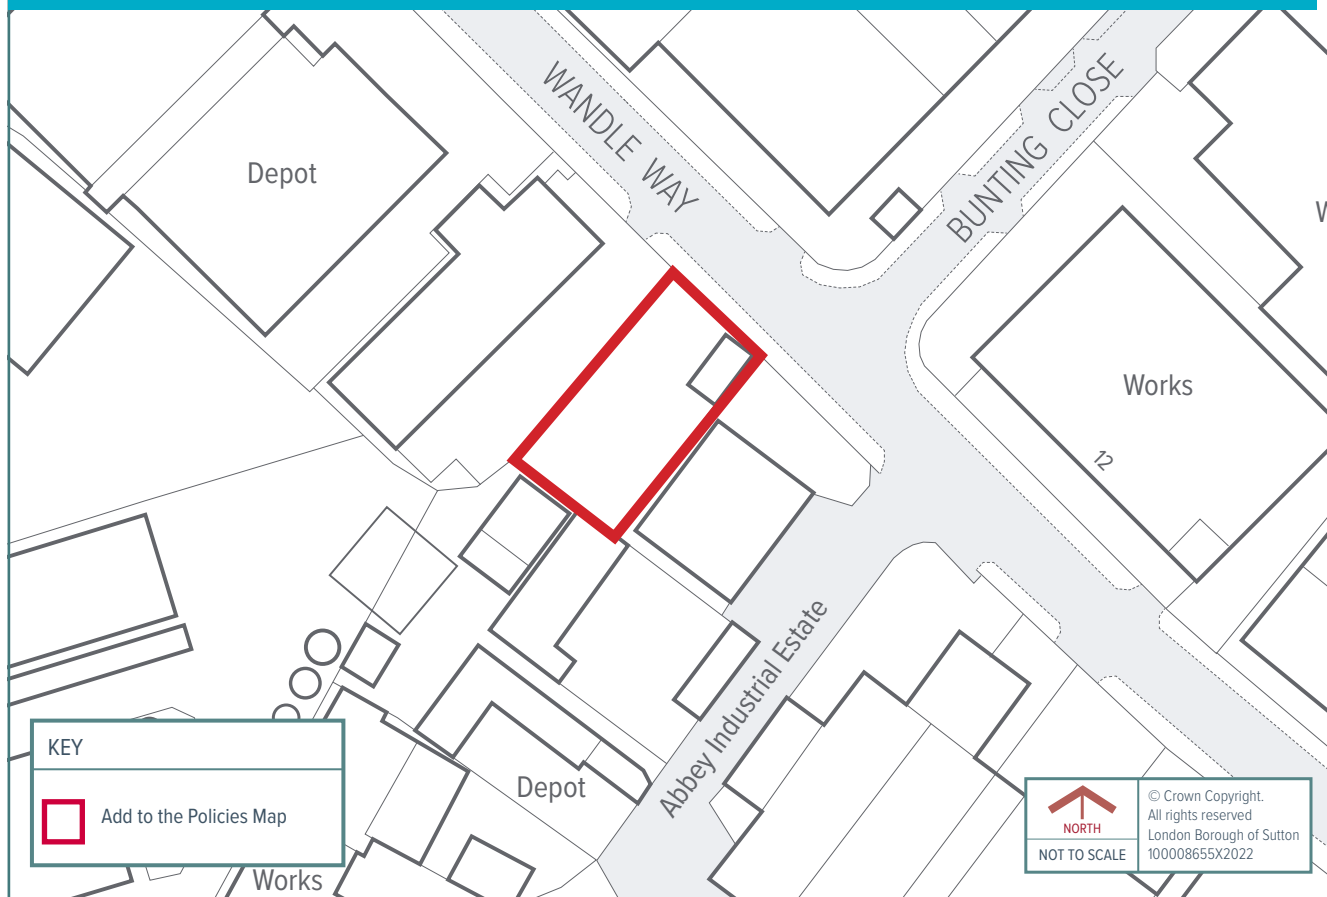 WANDLE WAY
BUNTING CLOSE
Depot
W
Works
12
Abbey Industrial Estate
Depot
Works
KEY
Add to the Policies Map
NORTH
NOT TO SCALE
© Crown Copyright.
All rights reserved
London Borough of Sutton
100008655X2022